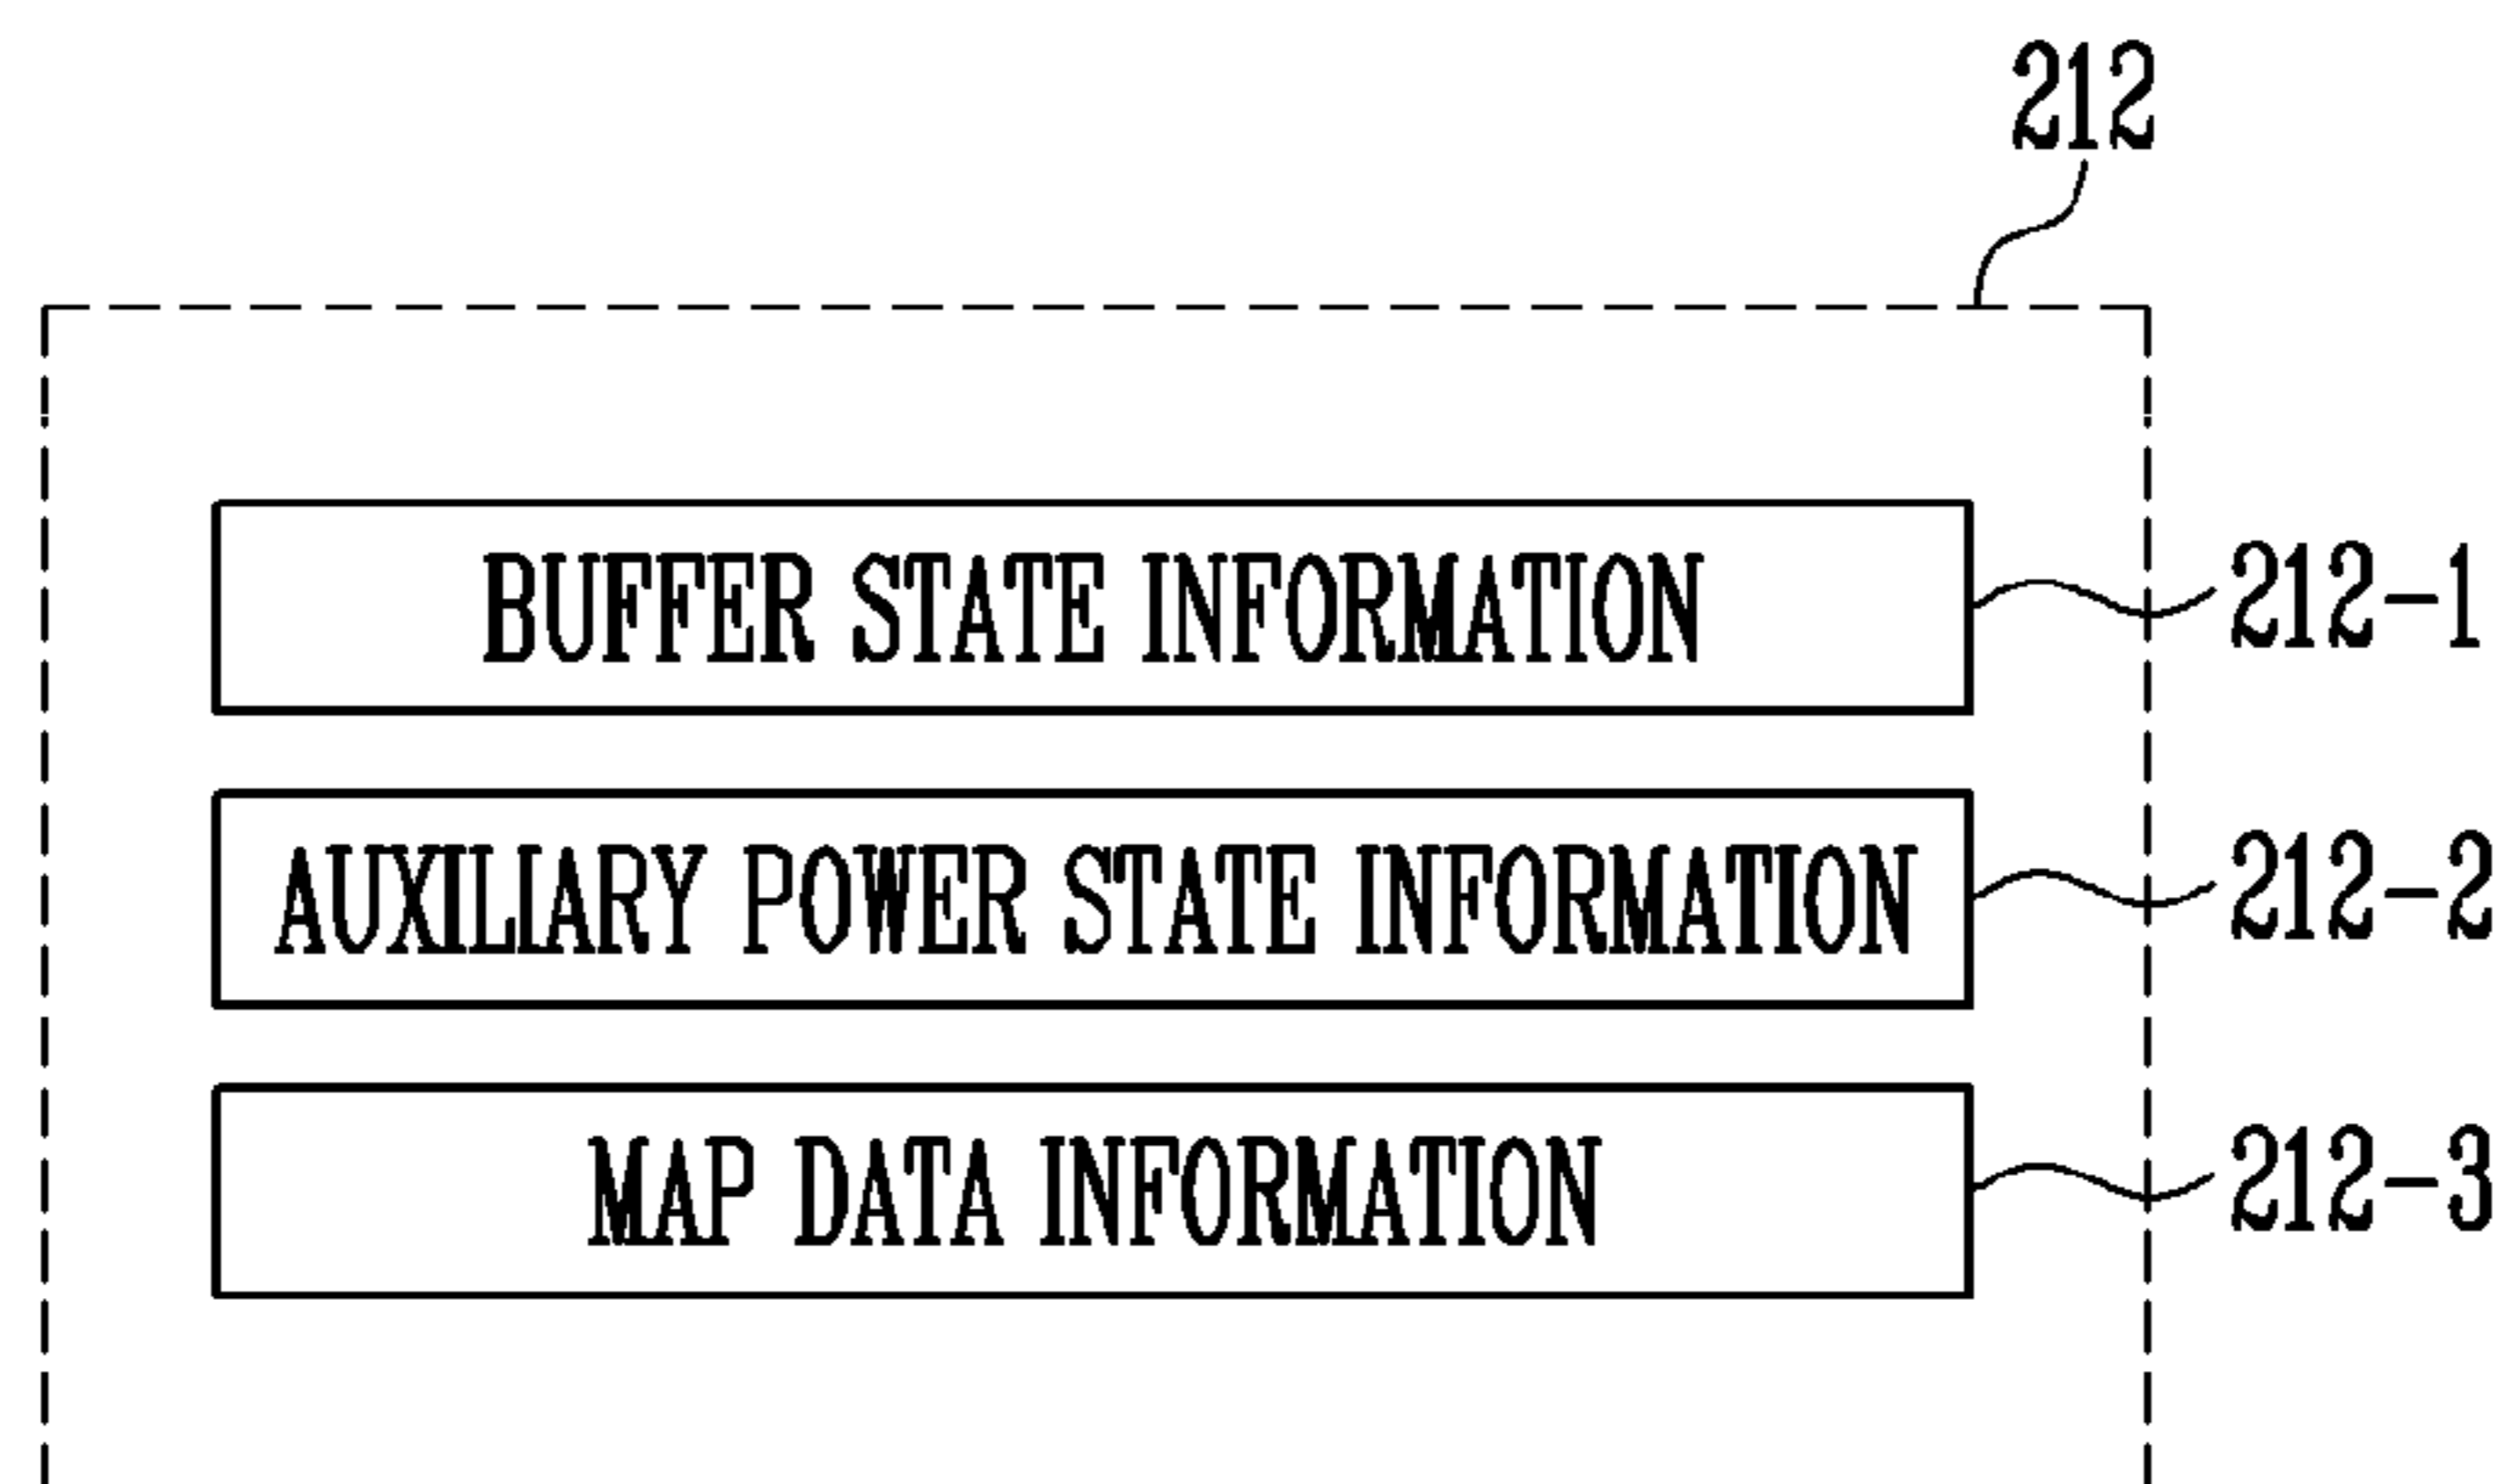 212
BUFFER STATE INFORMATION
212-1
AUXILIARY POWER STATE INFORMATION
212-2
MAP DATA INFORMATION
212-3